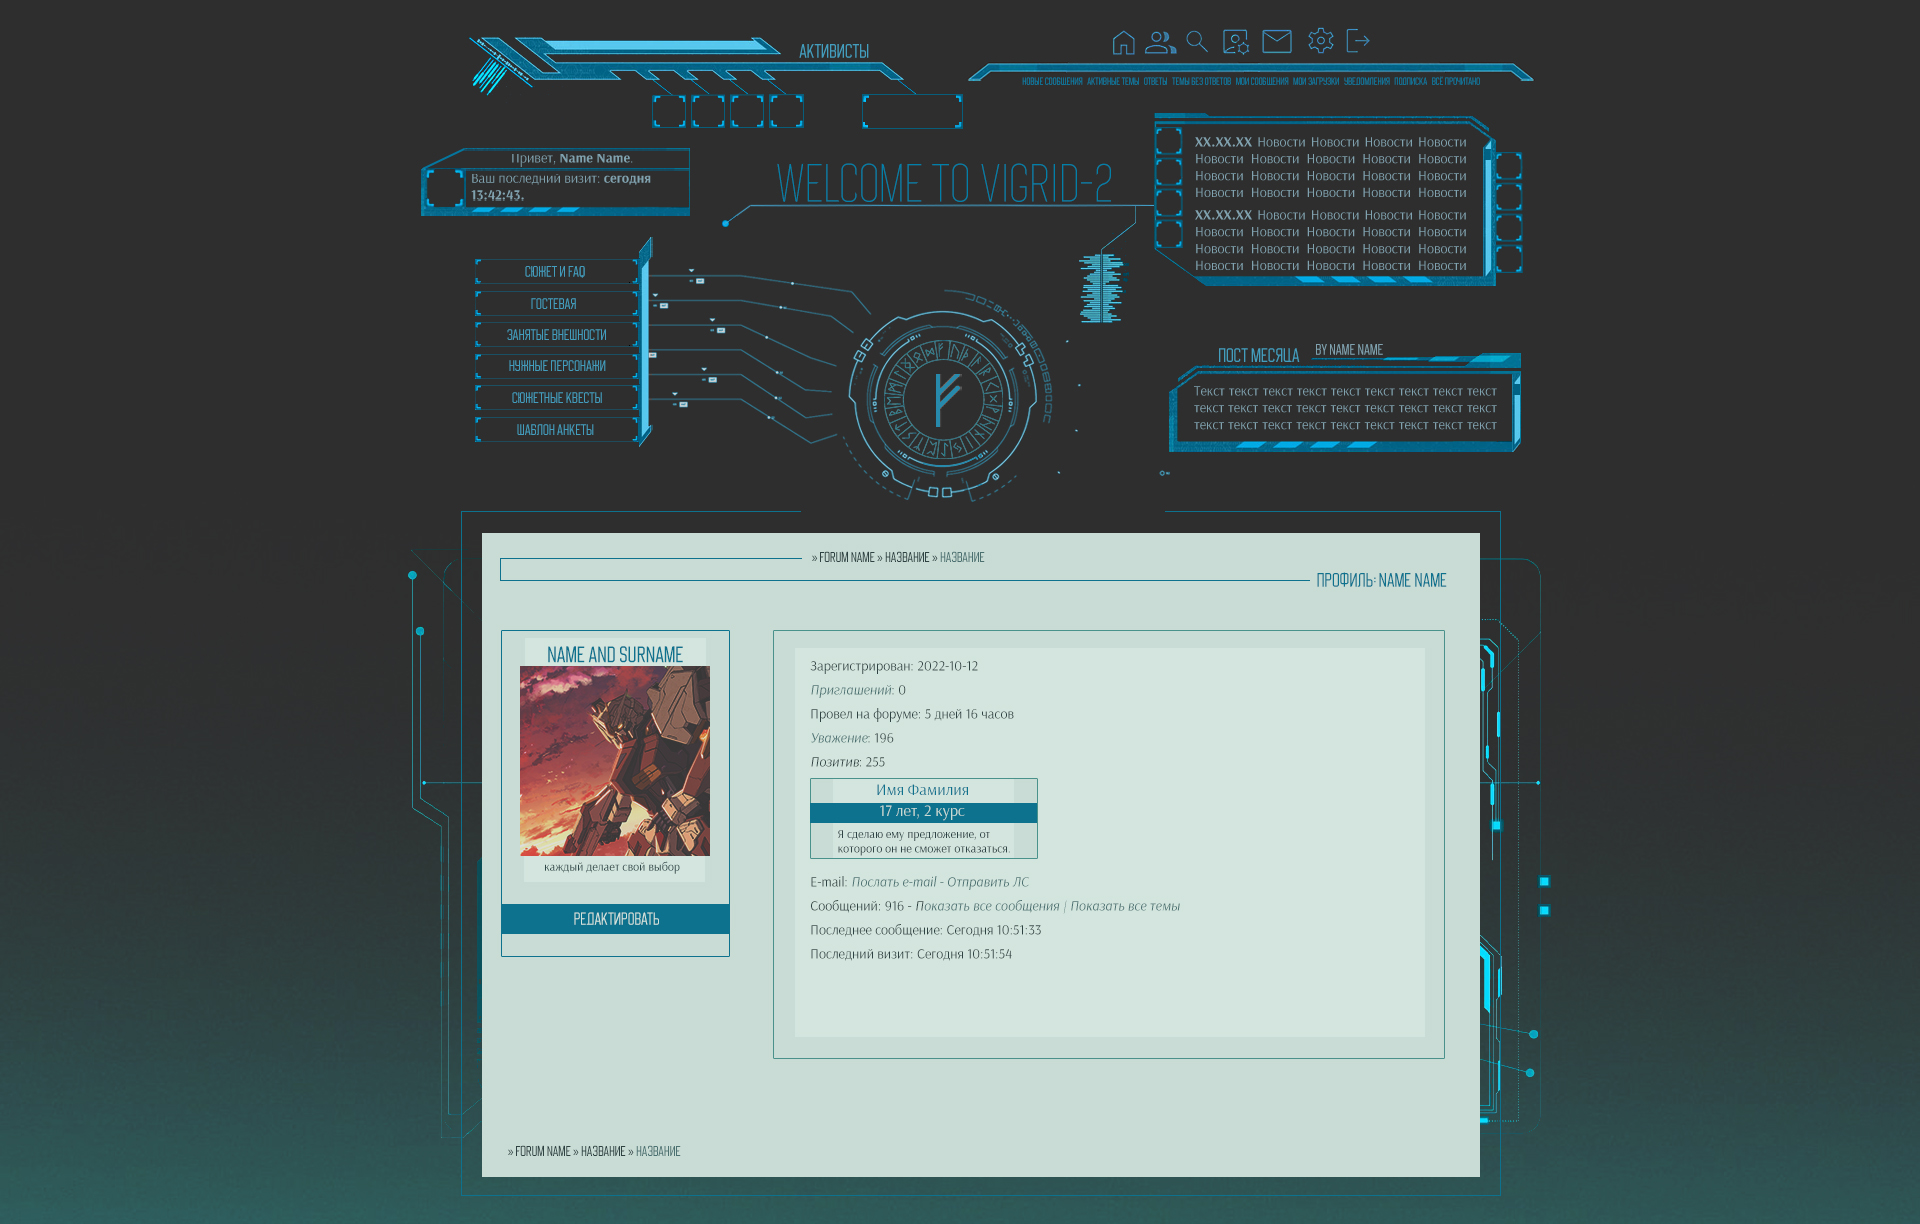 АКТИВИСТЫ
НОВЫЕ СООБЩЕНИЯ АКТИВНЫЕ ТЕМЫ ОТВЕТЫ ТЕМЫ БЕЗ ОТВЕТОВ МОИ СООБЩЕНИЯ МОИ ЗАГРУЗКИ УВЕДОМЛЕНИЯ ПОДПИСКА ВСЁ ПРОЧИТАНО
Привет, Name Name.
Ваш последний визит: сегодня
13:42:43.
WELCOME TO VIGRID-2
XX.XX.XX Новости Новости Новости Новости
Новости Новости Новости Новости Новости
Новости Новости Новости Новости Новости
Новости Новости Новости Новости Новости
XX.XX.XX Новости Новости Новости Новости
Новости Новости Новости Новости Новости
Новости Новости Новости Новости Новости
Новости Новости Новости Новости Новости
СЮЖЕТ И FAQ
ГОСТЕВАЯ
ЗАНЯТЫЕ ВНЕШНОСТИ
НУЖНЫЕ ПЕРСОНАЖИ
СЮЖЕТНЫЕ КВЕСТЫ
ШАБЛОН АНКЕТЫ
ПОСТ МЕСЯЦА BY NAME NAME
Текст текст текст текст текст текст текст текст текст
текст текст текст текст текст текст текст текст текст
текст текст текст текст текст текст текст текст текст
» FORUM NAME » НАЗВАНИЕ » НАЗВАНИЕ
ПРОФИЛЬ: NAME NAME
NAME AND SURNAME
каждый делает свой выбор
РЕДАКТИРОВАТЬ
Зарегистрирован: 2022-10-12
Приглашений: 0
Провел на форуме: 5 дней 16 часов
Уважение: 196
Позитив: 255
Имя Фамилия
17 лет, 2 курс
Я сделаю ему предложение, от
которого он не сможет отказаться.
E-mail: Послать e-mail - Отправить ЛС
Сообщений: 916 - Показать все сообщения | Показать все темы
Последнее сообщение: Сегодня 10:51:33
Последний визит: Сегодня 10:51:54
» FORUM NAME » НАЗВАНИЕ » НАЗВАНИЕ